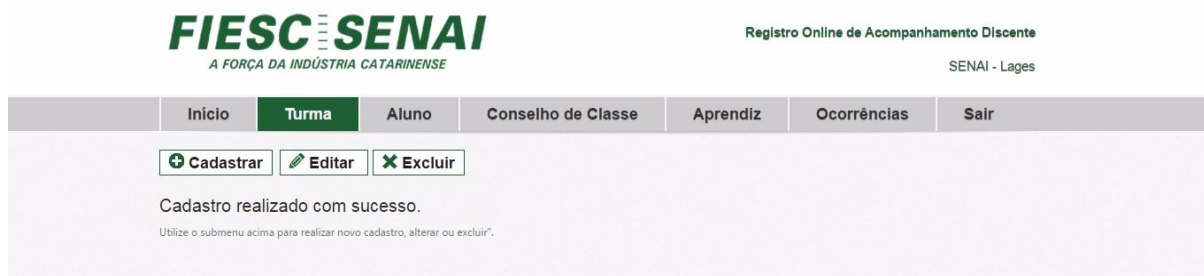 FIESC SENAI
A FORÇA DA INDÚSTRIA CATARINENSE
Registro Online de Acompanhamento Discente
SENAI - Lages
Início Turma Aluno Conselho de Classe Aprendiz Ocorrências Sair
Cadastrar Editar Excluir
Cadastro realizado com sucesso.
Utilize o submenu acima para realizar novo cadastro, alterar ou excluir".